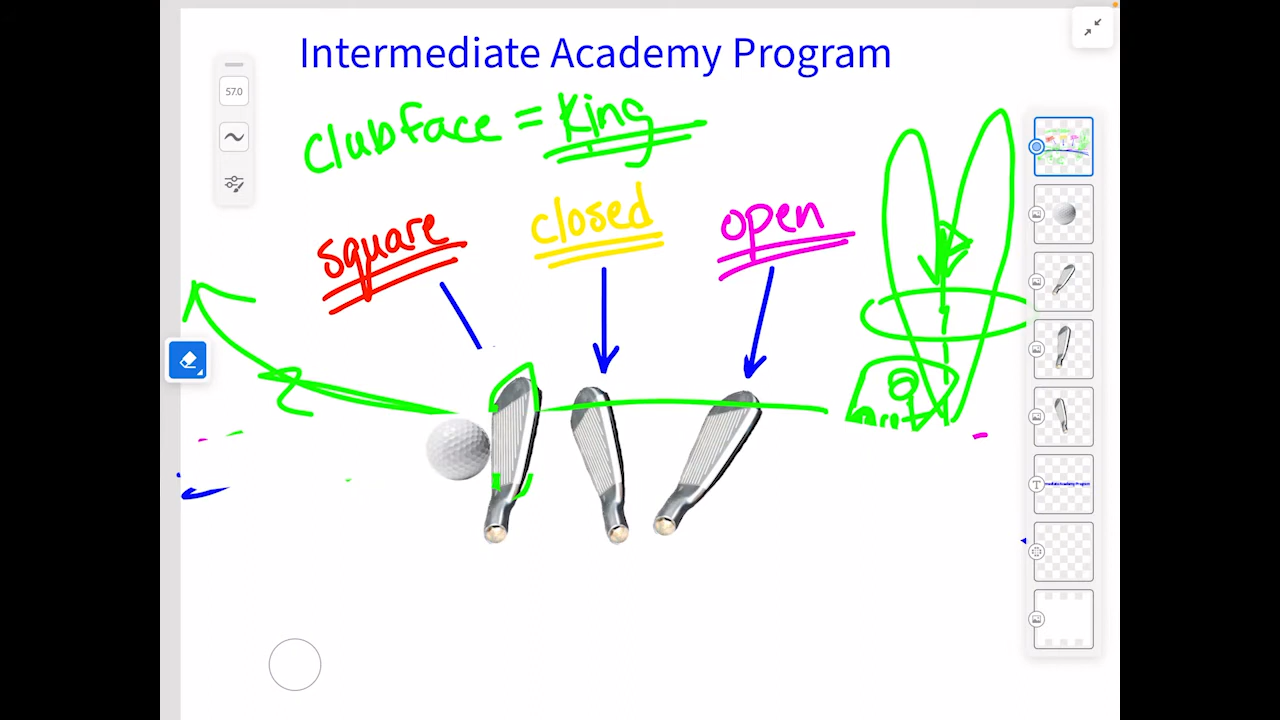 Intermediate Academy Program
57.0
clubface = King
square
closed
open
T